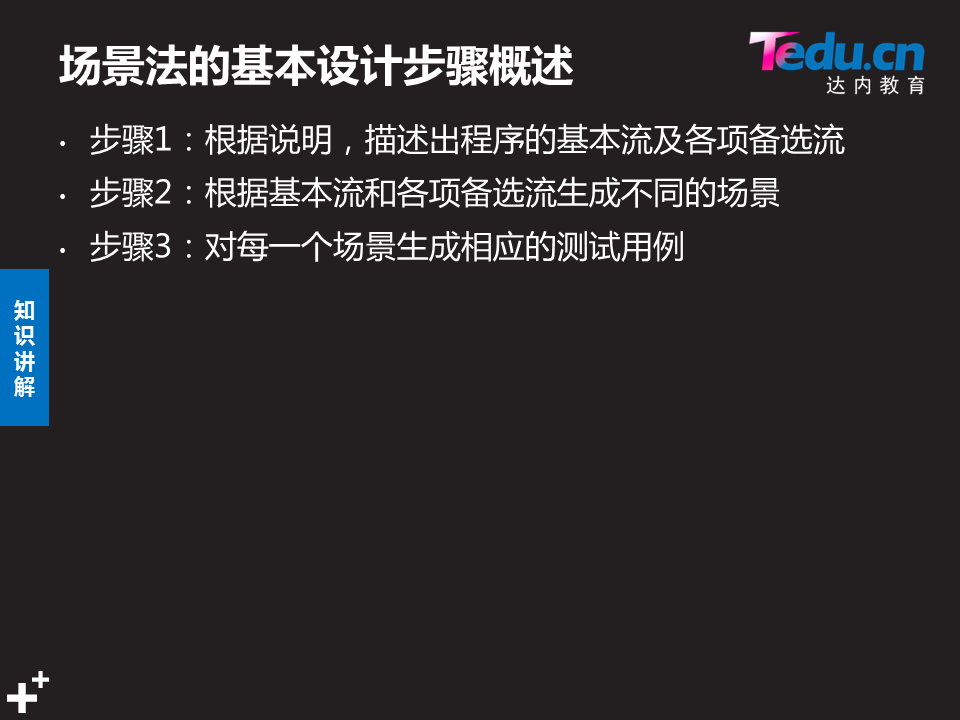 场景法的基本设计步骤概述
Tedu.cn
达内教育
• 步骤1：根据说明，描述出程序的基本流及各项备选流
• 步骤2：根据基本流和各项备选流生成不同的场景
• 步骤3：对每一个场景生成相应的测试用例
知识讲解